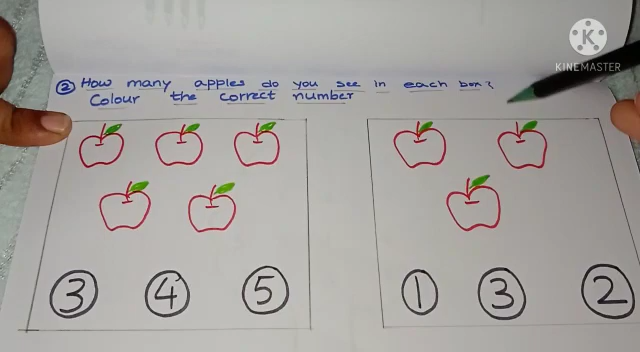 KINEMASTER
② How many apples do you see in each box?
Colour the correct number
3 4 5
1 3 2